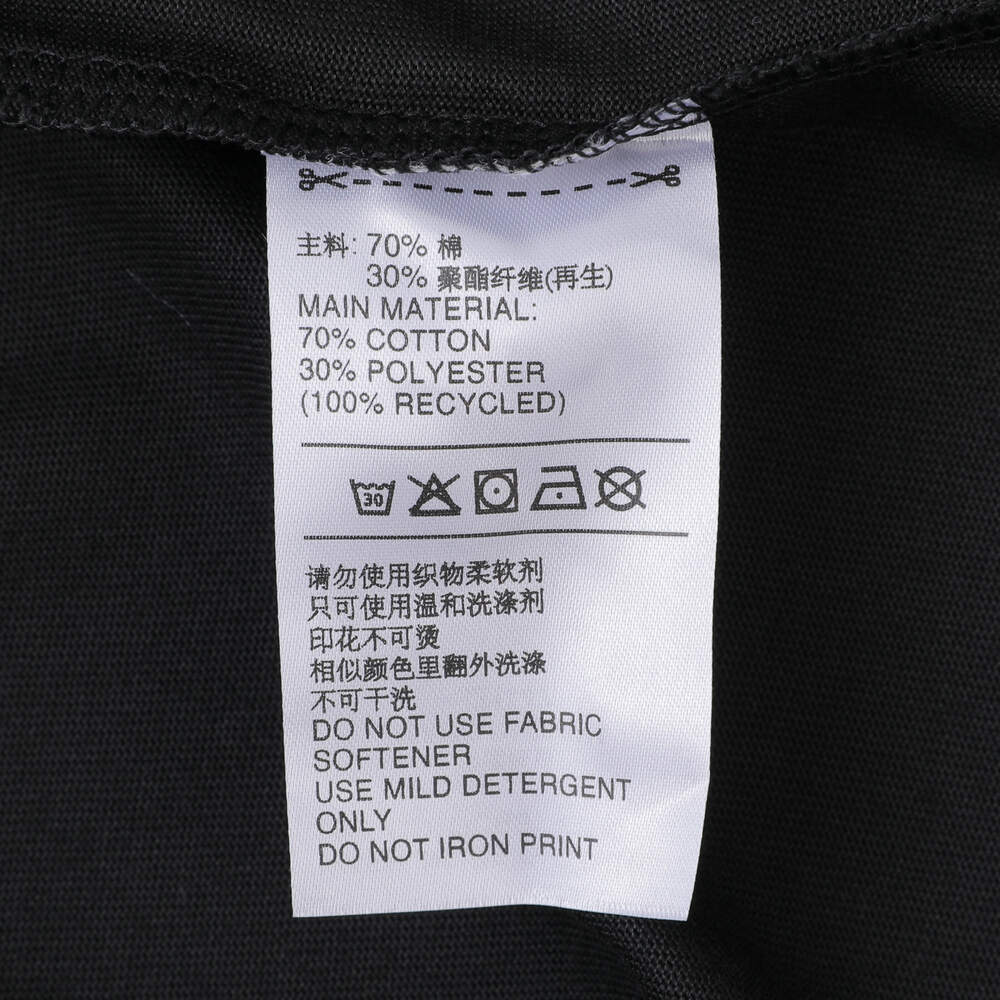 主料: 70% 棉
30% 聚酯纤维(再生)
MAIN MATERIAL:
70% COTTON
30% POLYESTER
(100% RECYCLED)
30
请勿使用织物柔软剂
只可使用温和洗涤剂
印花不可烫
相似颜色里翻外洗涤
不可干洗
DO NOT USE FABRIC
SOFTENER
USE MILD DETERGENT
ONLY
DO NOT IRON PRINT